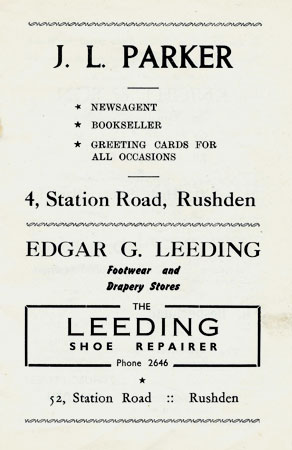 J. L. PARKER
★ NEWSAGENT
★ BOOKSELLER
★ GREETING CARDS FOR
ALL OCCASIONS
4, Station Road, Rushden
EDGAR G. LEEDING
Footwear and
Drapery Stores
THE
LEEDING
SHOE REPAIRER
Phone 2646
★
52, Station Road :: Rushden